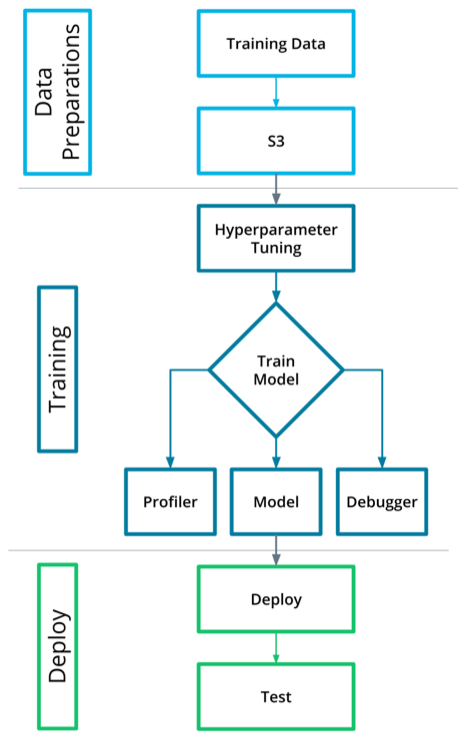 Data
Preparations
Training Data
S3
Training
Hyperparameter
Tuning
Train
Model
Profiler
Model
Debugger
Deploy
Deploy
Test